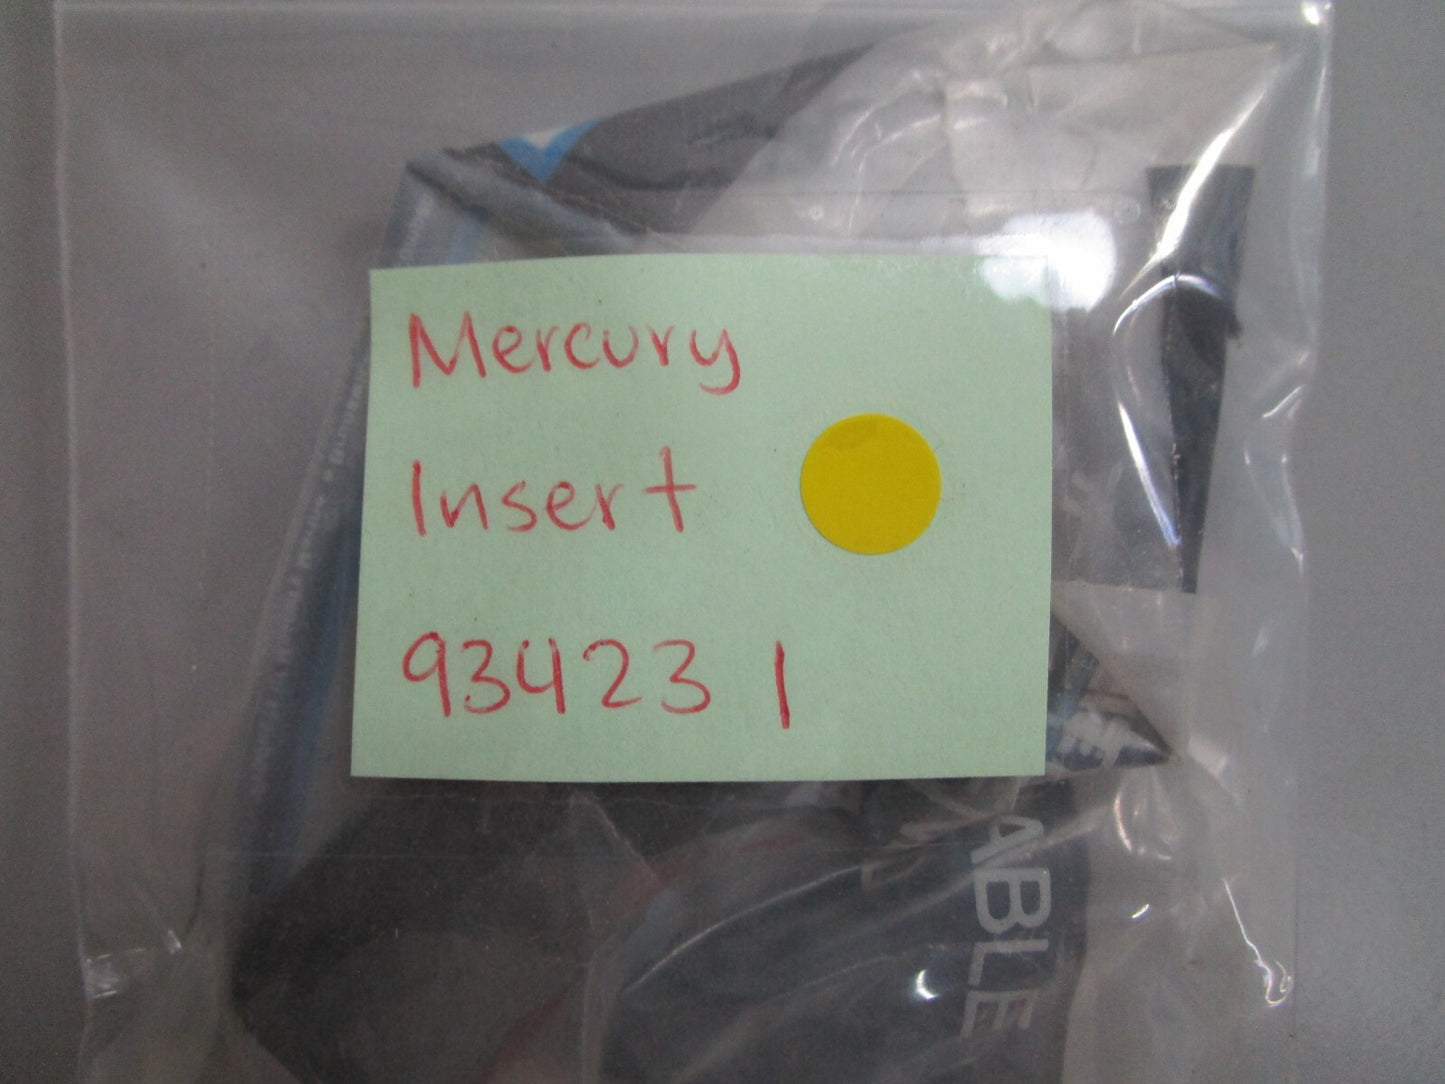 Mercury
Insert
93423 1
ABLE